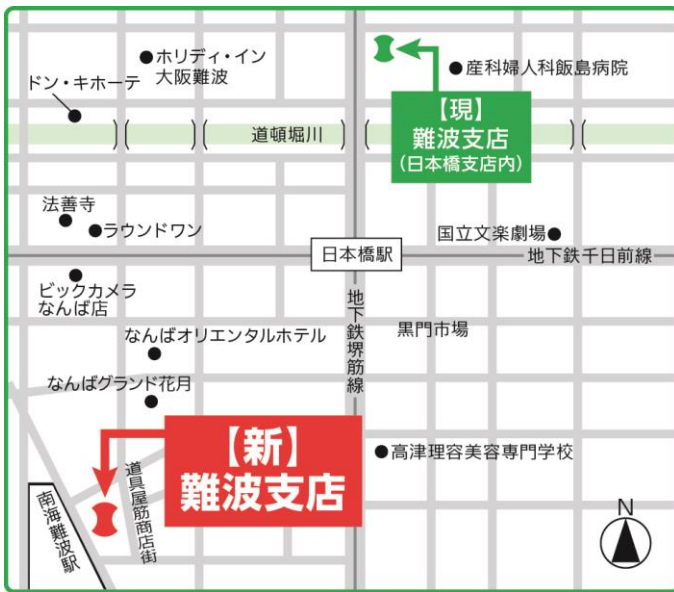 ホリディ・イン
大阪難波
ドン・キホーテ
産科婦人科飯島病院
【現】
難波支店
(日本橋支店内)
道頓堀川
法善寺
ラウンドワン
国立文楽劇場
日本橋駅
地下鉄千日前線
ビックカメラ
なんば店
地下鉄堺筋線
黒門市場
なんばオリエンタルホテル
なんばグランド花月
【新】
難波支店
高津理容美容専門学校
道具屋筋商店街
南海難波駅
N